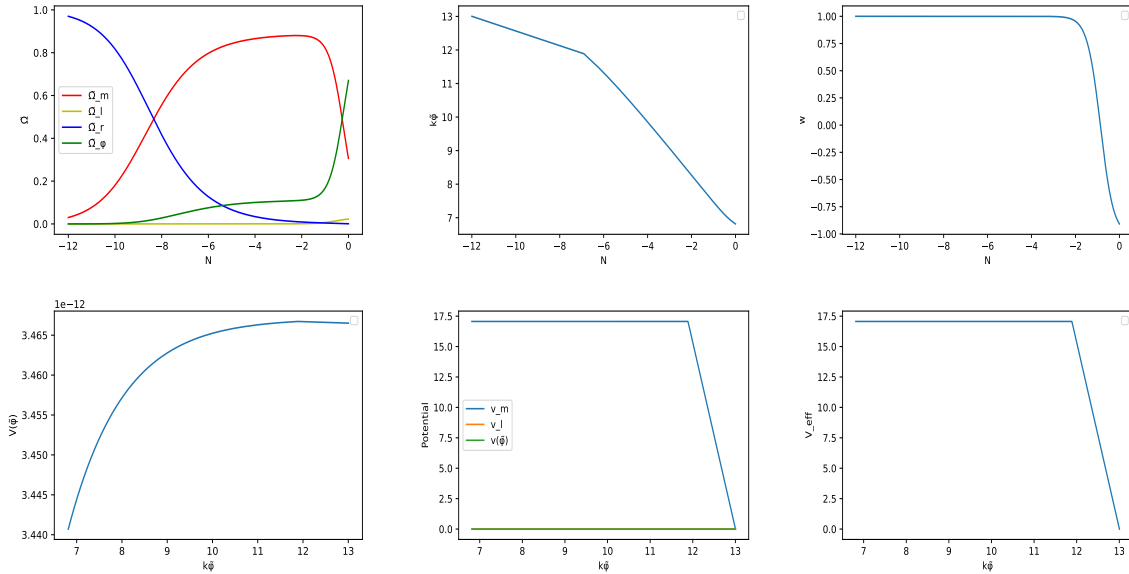 1.0
0.8
0.6
0.4
0.2
0.0
Ω̃
Ω̃_m
Ω̃_l
Ω̃_r
Ω̃_φ
−12 −10 −8 −6 −4 −2 0
N
13
12
11
10
9
8
7
kφ̃
−12 −10 −8 −6 −4 −2 0
N
1.00
0.75
0.50
0.25
0.00
−0.25
−0.50
−0.75
−1.00
w
−12 −10 −8 −6 −4 −2 0
N
1e−12
3.465
3.460
3.455
3.450
3.445
3.440
V(φ̃)
7 8 9 10 11 12 13
kφ̃
17.5
15.0
12.5
10.0
7.5
5.0
2.5
0.0
Potential
v_m
v_l
v(φ̃)
7 8 9 10 11 12 13
kφ̃
17.5
15.0
12.5
10.0
7.5
5.0
2.5
0.0
V_eff
7 8 9 10 11 12 13
kφ̃